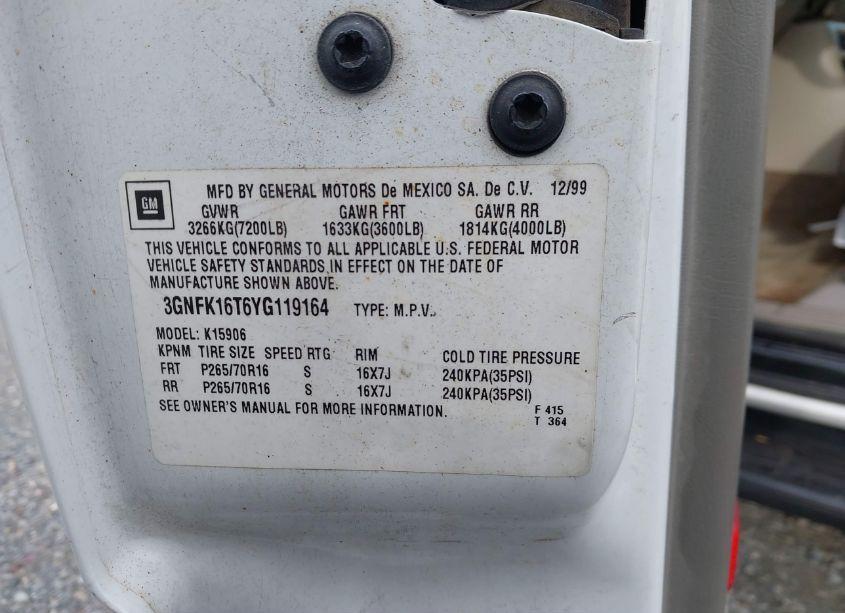 GM
MFD BY GENERAL MOTORS De MEXICO SA. De C.V. 12/99
GVWR GAWR FRT GAWR RR
3266KG(7200LB) 1633KG(3600LB) 1814KG(4000LB)
THIS VEHICLE CONFORMS TO ALL APPLICABLE U.S. FEDERAL MOTOR
VEHICLE SAFETY STANDARDS IN EFFECT ON THE DATE OF
MANUFACTURE SHOWN ABOVE.
3GNFK16T6YG119164 TYPE: M.P.V.
MODEL: K15906
KPNM TIRE SIZE SPEED RTG RIM COLD TIRE PRESSURE
FRT P265/70R16 S 16X7J 240KPA(35PSI)
RR P265/70R16 S 16X7J 240KPA(35PSI)
SEE OWNER'S MANUAL FOR MORE INFORMATION.
F 415
T 364